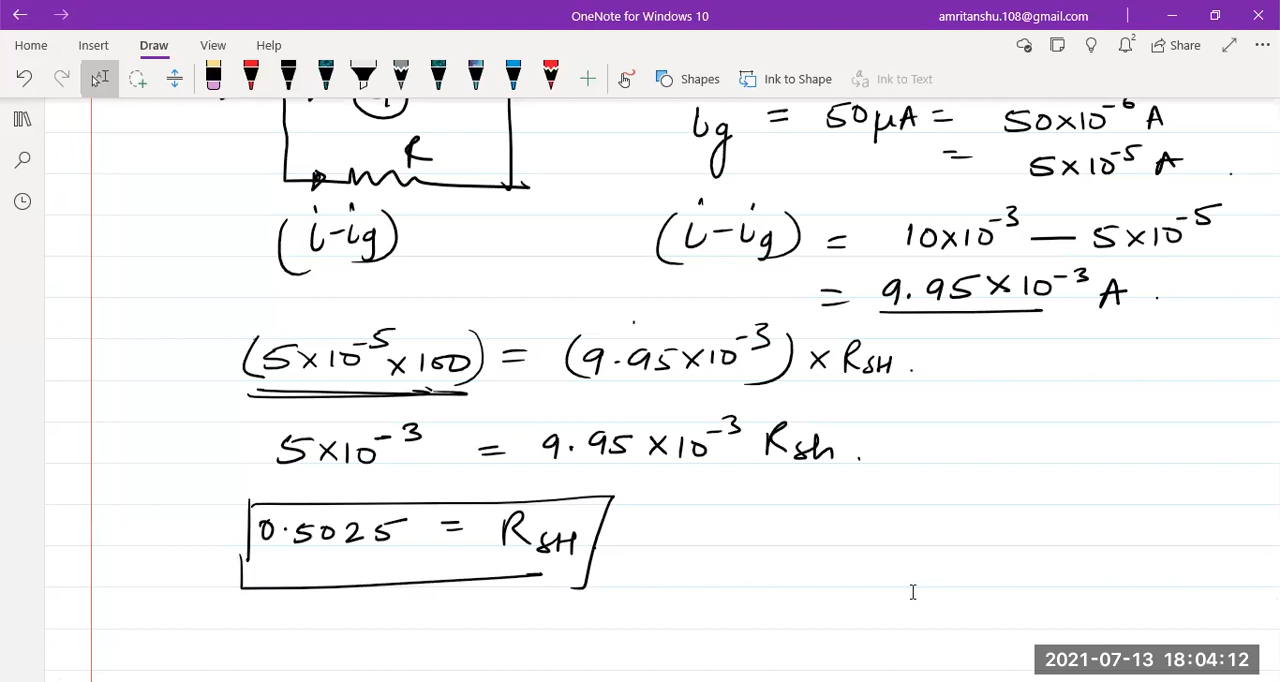 OneNote for Windows 10
amritanshu.108@gmail.com
Home Insert Draw View Help
Share
Shapes Ink to Shape Ink to Text
R
(i-ig)
ig = 50μA = 50×10⁻⁶ A
= 5×10⁻⁵ A
(i-ig) = 10×10⁻³ — 5×10⁻⁵
= 9.95×10⁻³ A .
(5×10⁻⁵×100) = (9.95×10⁻³) × RSH .
5×10⁻³ = 9.95×10⁻³ Rsh .
0.5025 = RSH
2021-07-13 18:04:12